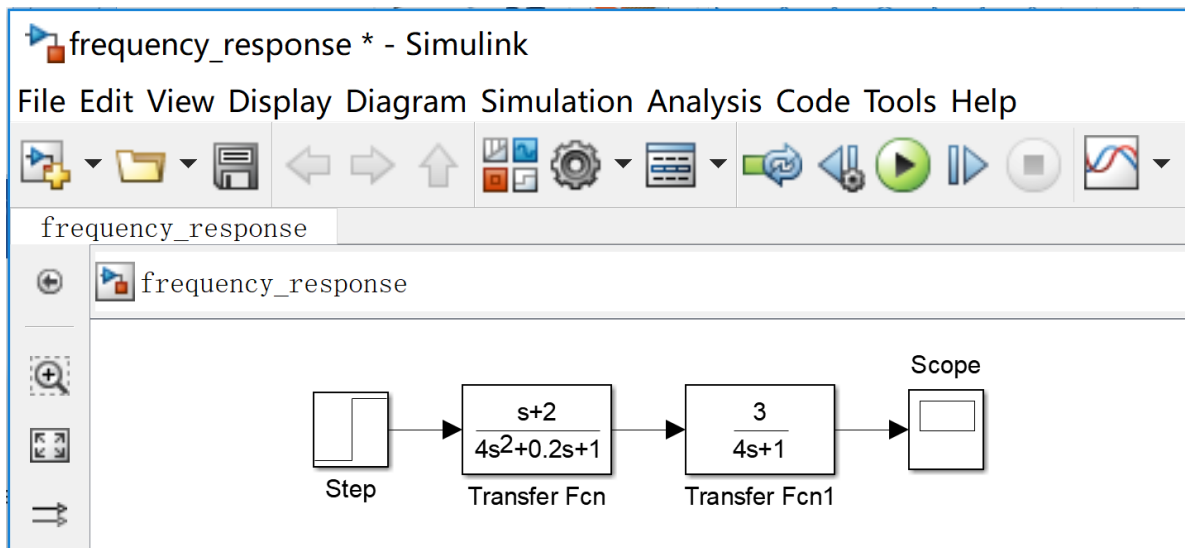 frequency_response * - Simulink
File Edit View Display Diagram Simulation Analysis Code Tools Help
frequency_response
frequency_response
Scope
s+2
4s2+0.2s+1
3
4s+1
Step
Transfer Fcn
Transfer Fcn1